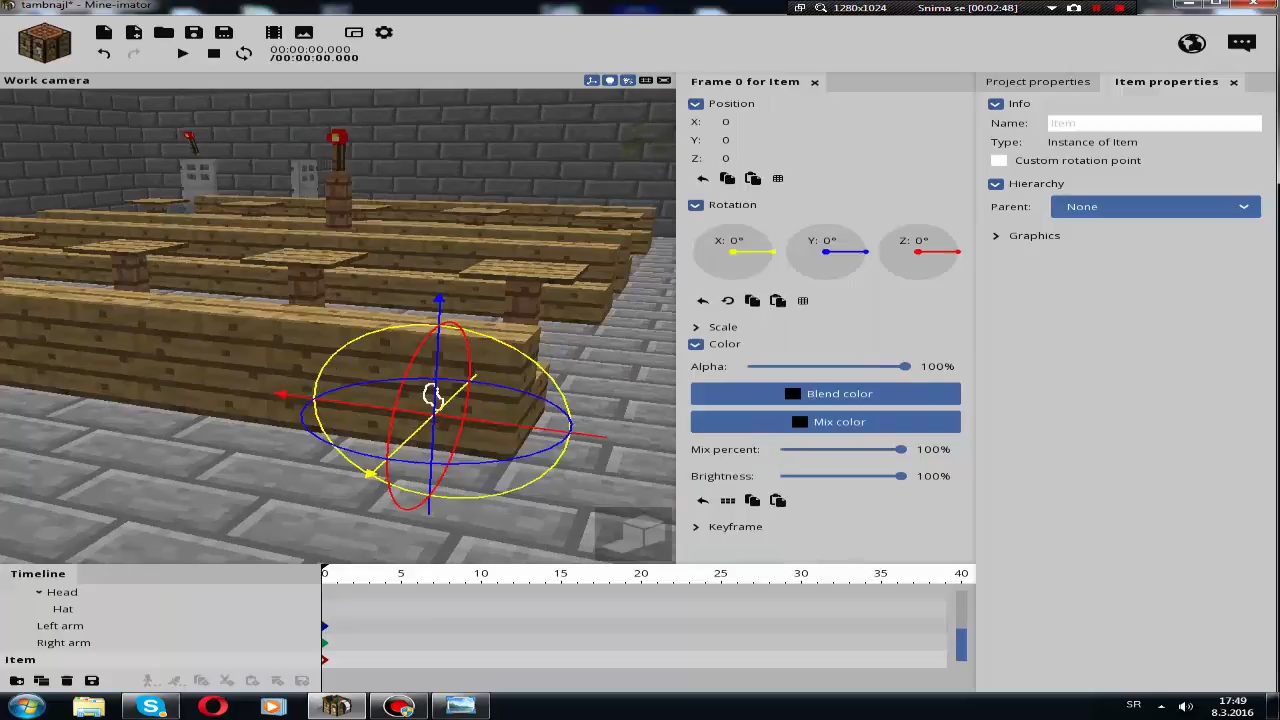 tambnajl* - Mine-imator
1280x1024
Snima se [00:02:48]
00:00:00.000
/00:00:00.000
Work camera
Frame 0 for Item
Project properties
Item properties
Position
X: 0
Y: 0
Z: 0
Rotation
X: 0°
Y: 0°
Z: 0°
Scale
Color
Alpha:
100%
Blend color
Mix color
Mix percent:
100%
Brightness:
100%
Keyframe
Info
Name:
Item
Type:
Instance of Item
Custom rotation point
Hierarchy
Parent:
None
Graphics
Timeline
0 5 10 15 20 25 30 35 40
Head
Hat
Left arm
Right arm
Item
SR
17:49
8.3.2016